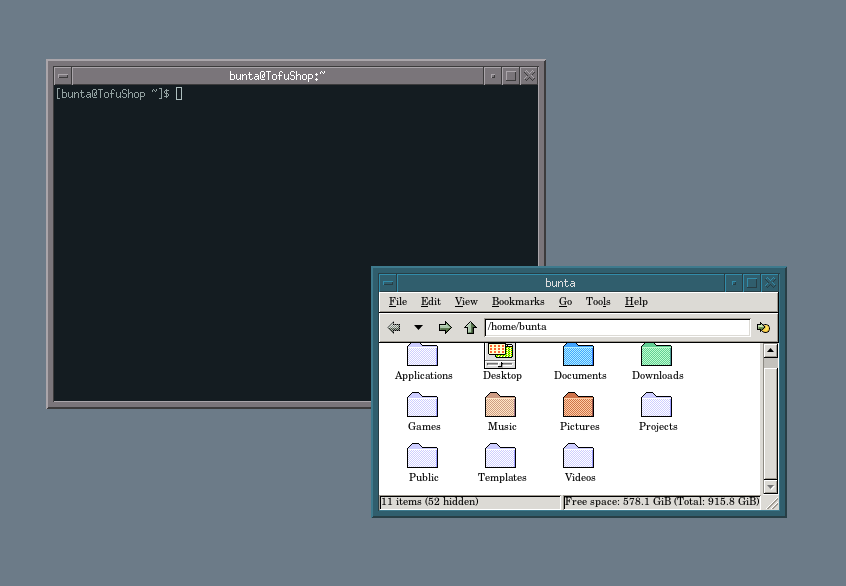 bunta@TofuShop:~
[bunta@TofuShop ~]$
bunta
File Edit View Bookmarks Go Tools Help
/home/bunta
Applications Desktop Documents Downloads
Games Music Pictures Projects
Public Templates Videos
11 items (52 hidden) Free space: 578.1 GiB (Total: 915.8 GiB)